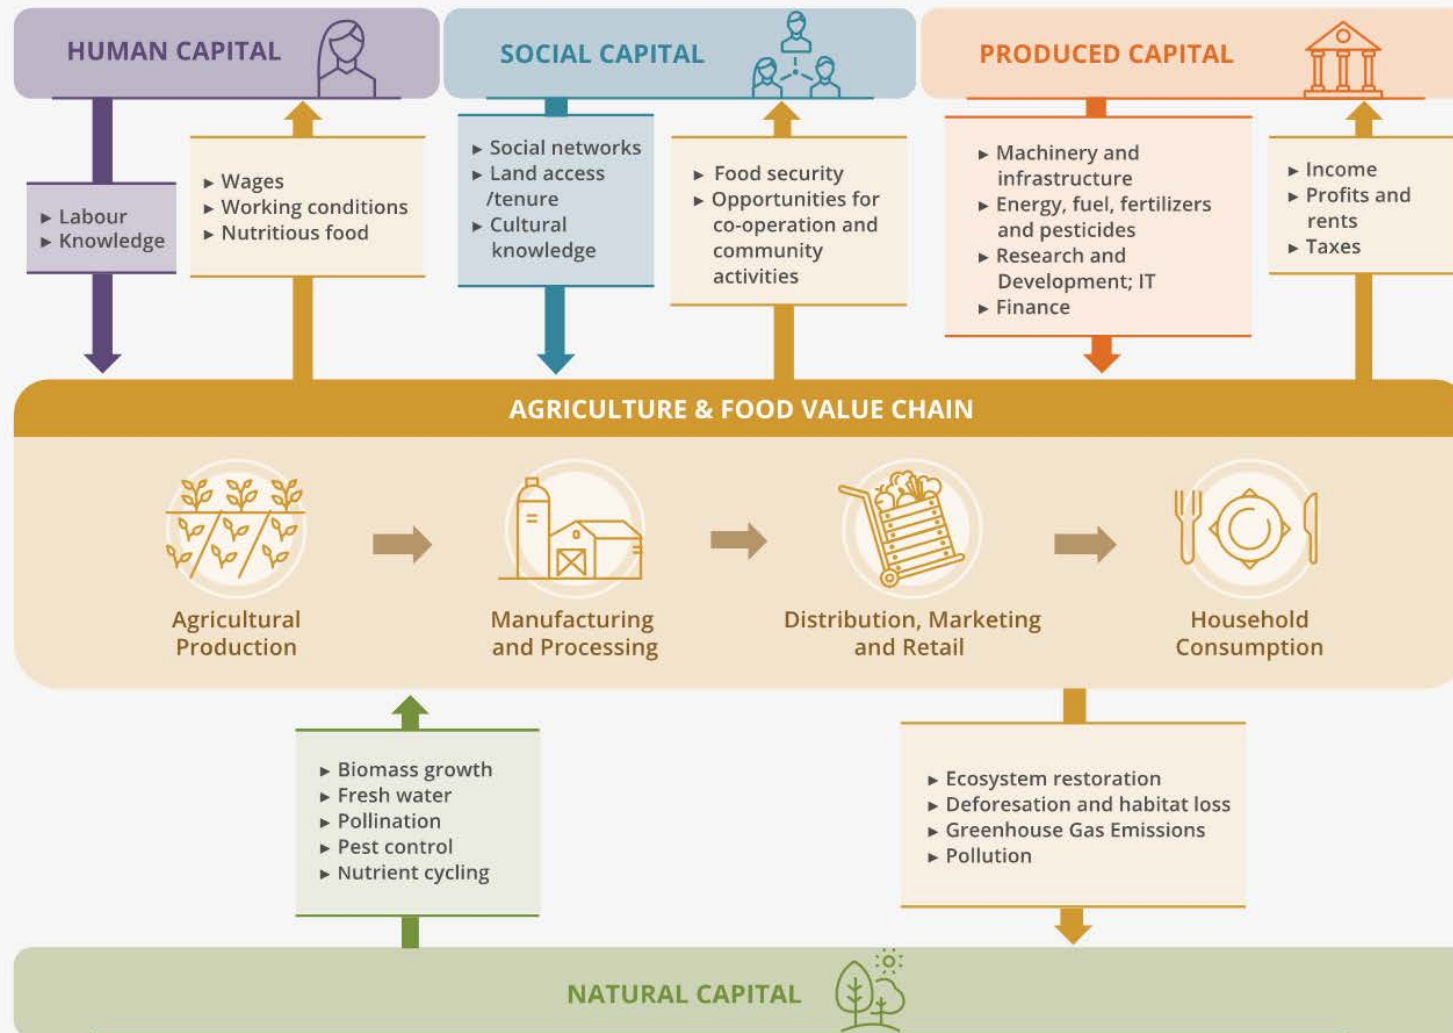 HUMAN CAPITAL
SOCIAL CAPITAL
PRODUCED CAPITAL
► Labour
► Knowledge
► Wages
► Working conditions
► Nutritious food
► Social networks
► Land access
/tenure
► Cultural
knowledge
► Food security
► Opportunities for
co-operation and
community
activities
► Machinery and
infrastructure
► Energy, fuel, fertilizers
and pesticides
► Research and
Development; IT
► Finance
► Income
► Profits and
rents
► Taxes
AGRICULTURE & FOOD VALUE CHAIN
Agricultural
Production
Manufacturing
and Processing
Distribution, Marketing
and Retail
Household
Consumption
► Biomass growth
► Fresh water
► Pollination
► Pest control
► Nutrient cycling
► Ecosystem restoration
► Deforesation and habitat loss
► Greenhouse Gas Emissions
► Pollution
NATURAL CAPITAL